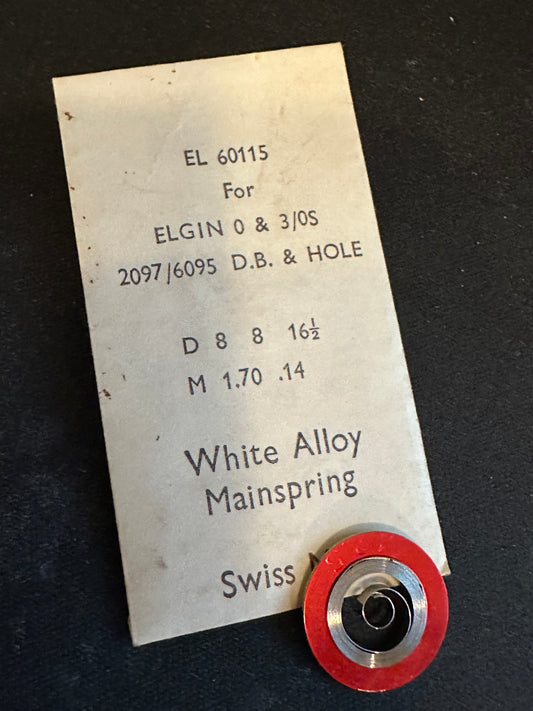 EL 60115
For
ELGIN 0 & 3/0S
2097/6095 D.B. & HOLE
D 8 8 16½
M 1.70 .14
White Alloy
Mainspring
Swiss